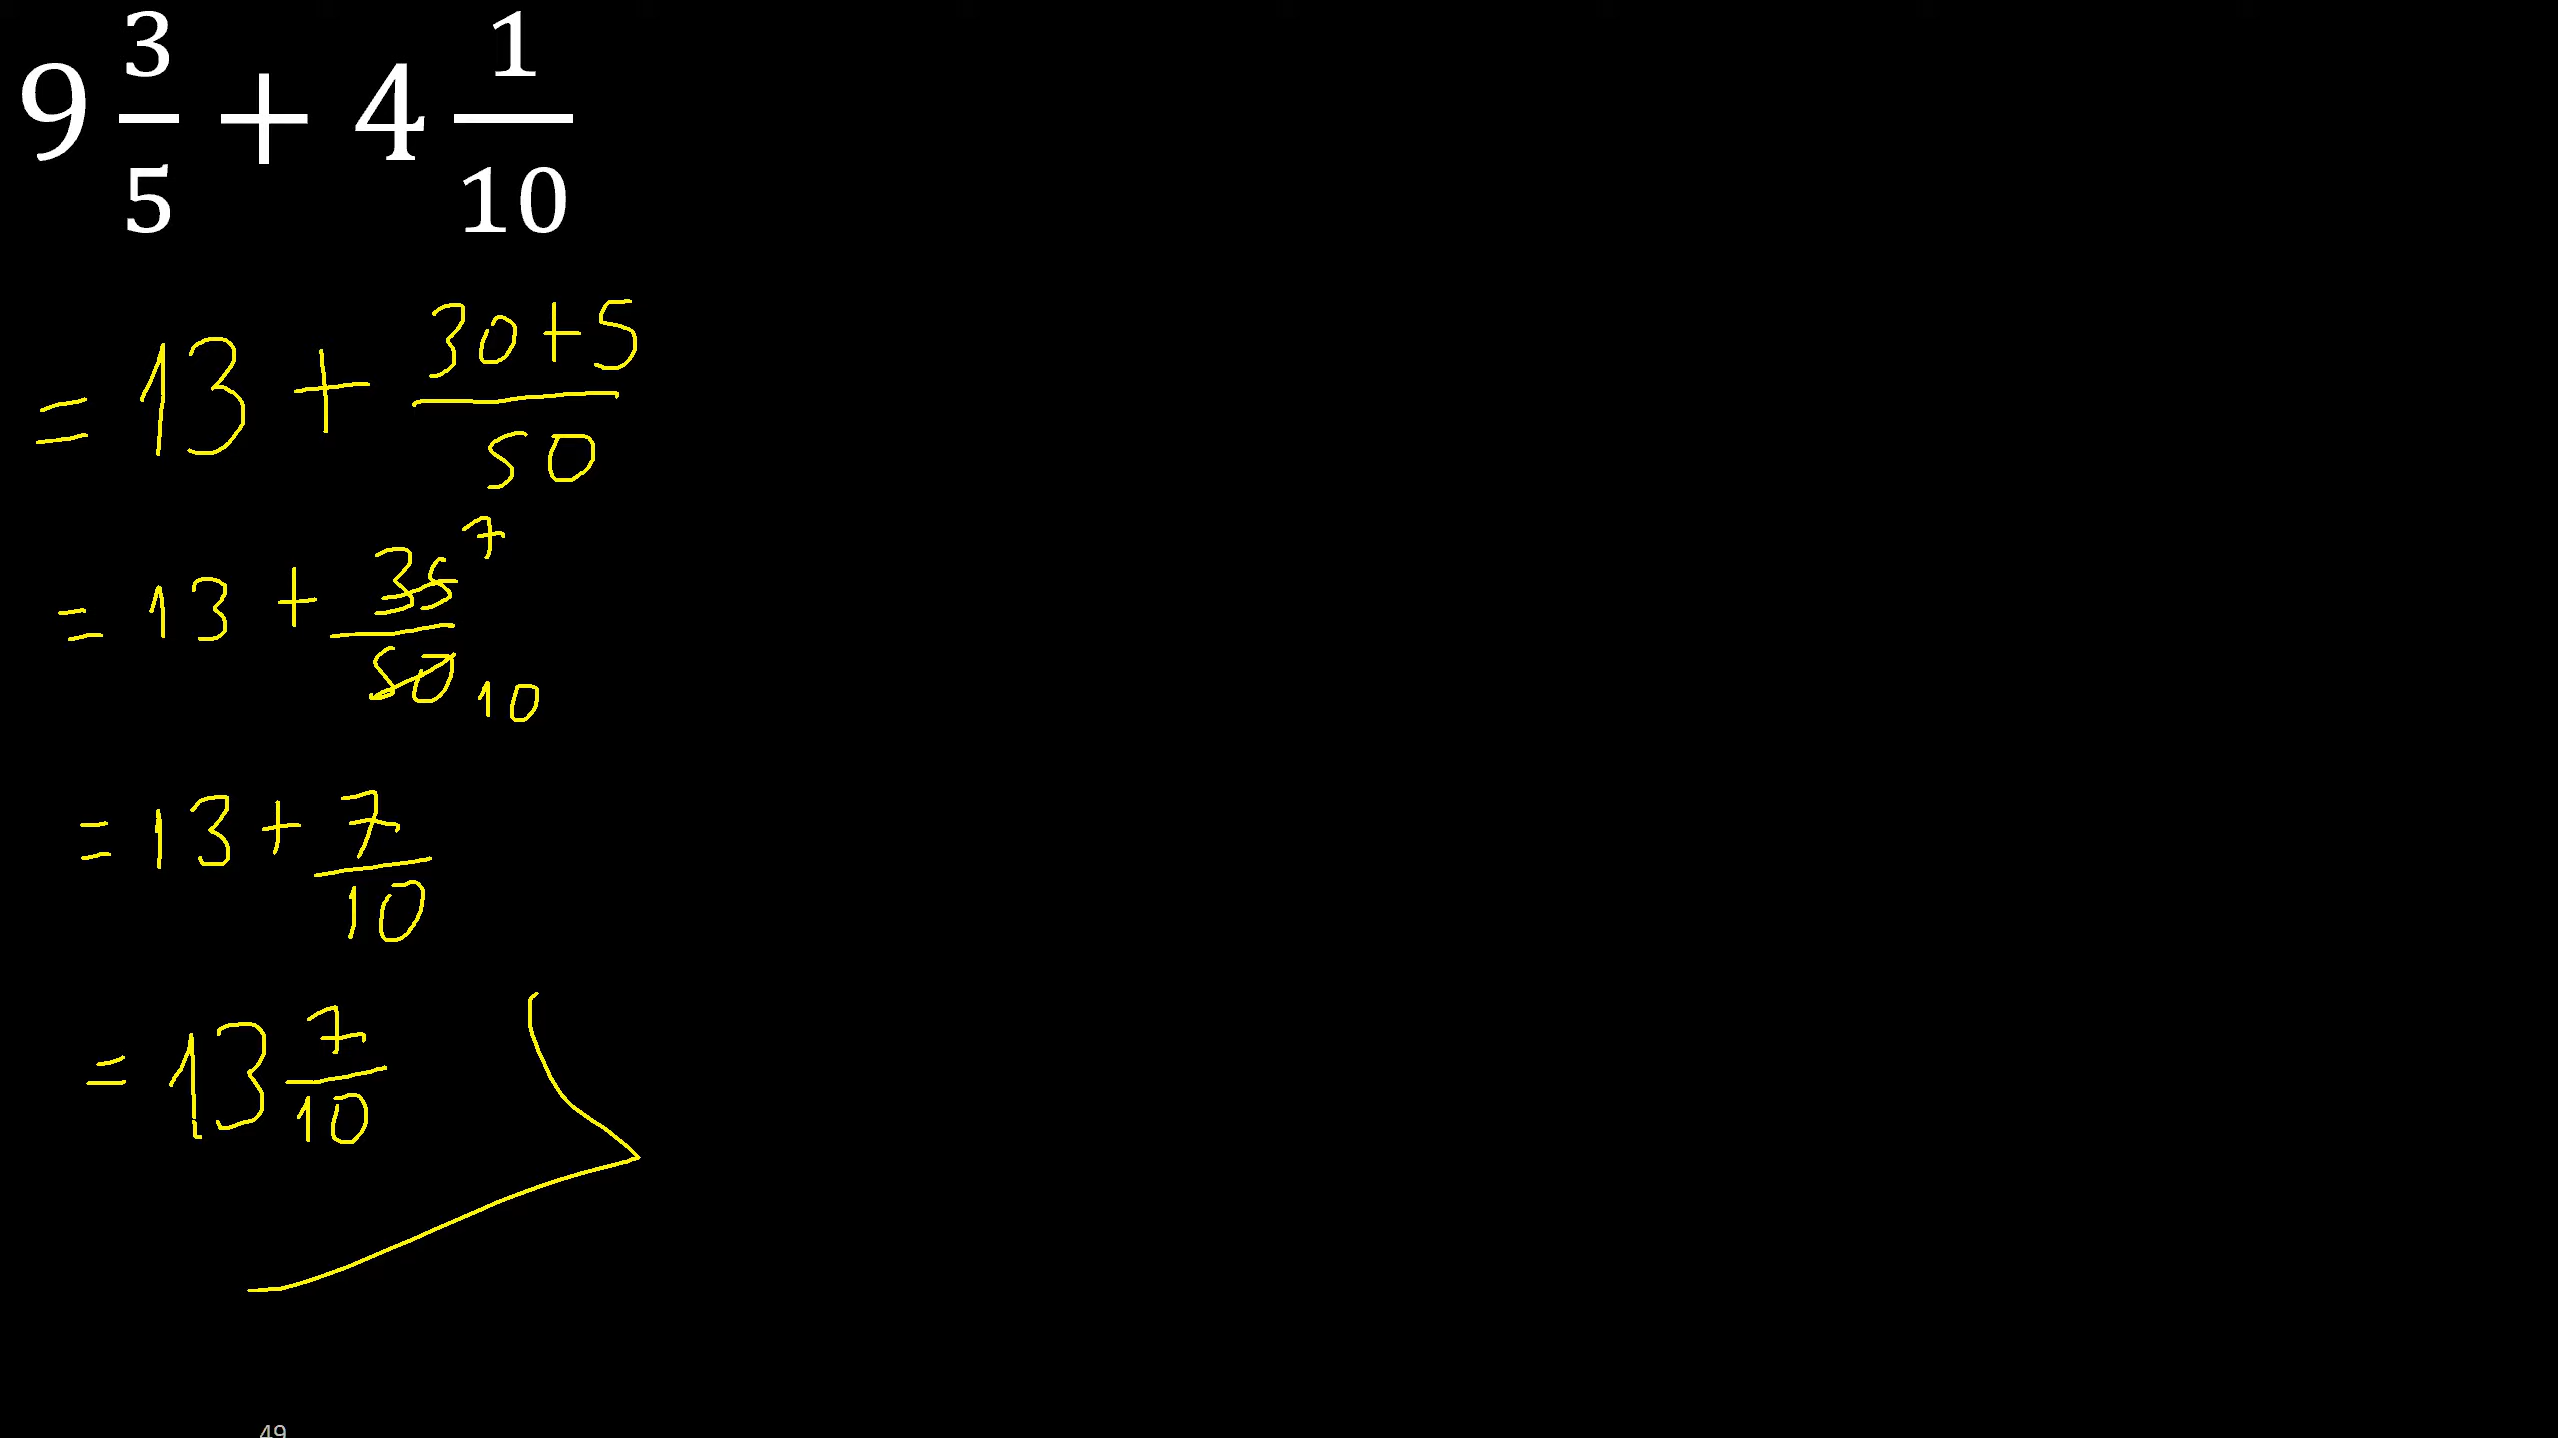 9 3/5 + 4 1/10
= 13 + (30+5)/50
= 13 + 35/50 7 10
= 13 + 7/10
= 13 7/10
49